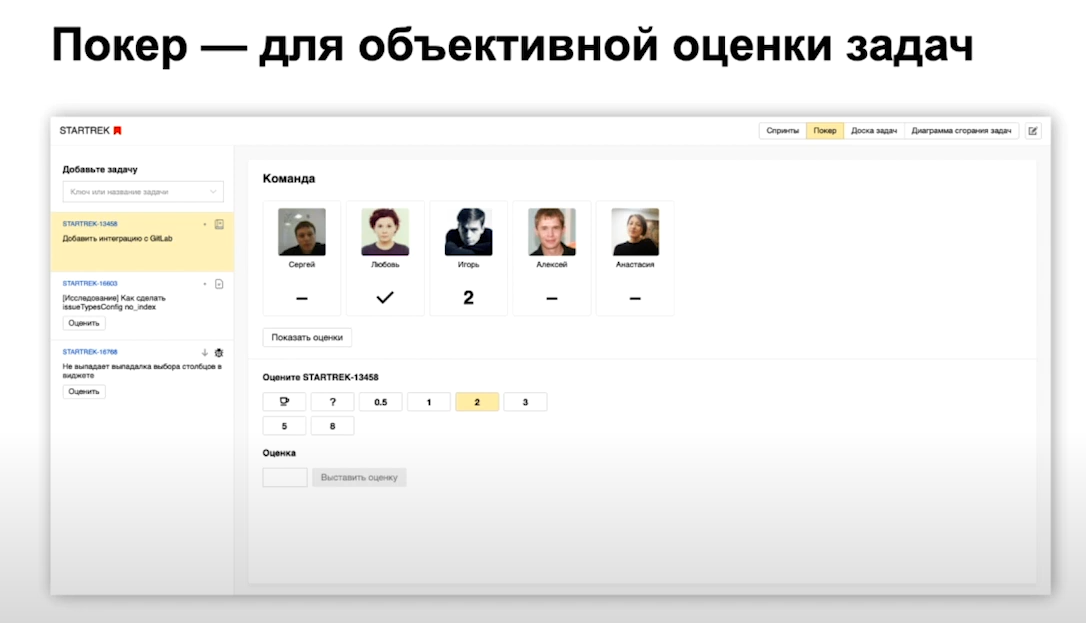 Покер — для объективной оценки задач
STARTREK
Спринты Покер Доска задач Диаграмма сгорания задач
Добавьте задачу
Ключ или название задачи
STARTREK-13458
Добавить интеграцию с GitLab
STARTREK-16603
[Исследование] Как сделать
issueTypesConfig no_index
Оценить
STARTREK-16768
Не выпадает выпадалка выбора столбцов в
виджете
Оценить
Команда
Сергей Любовь Игорь Алексей Анастасия
– 2 – –
Показать оценки
Оцените STARTREK-13458
? 0.5 1 2 3
5 8
Оценка
Выставить оценку